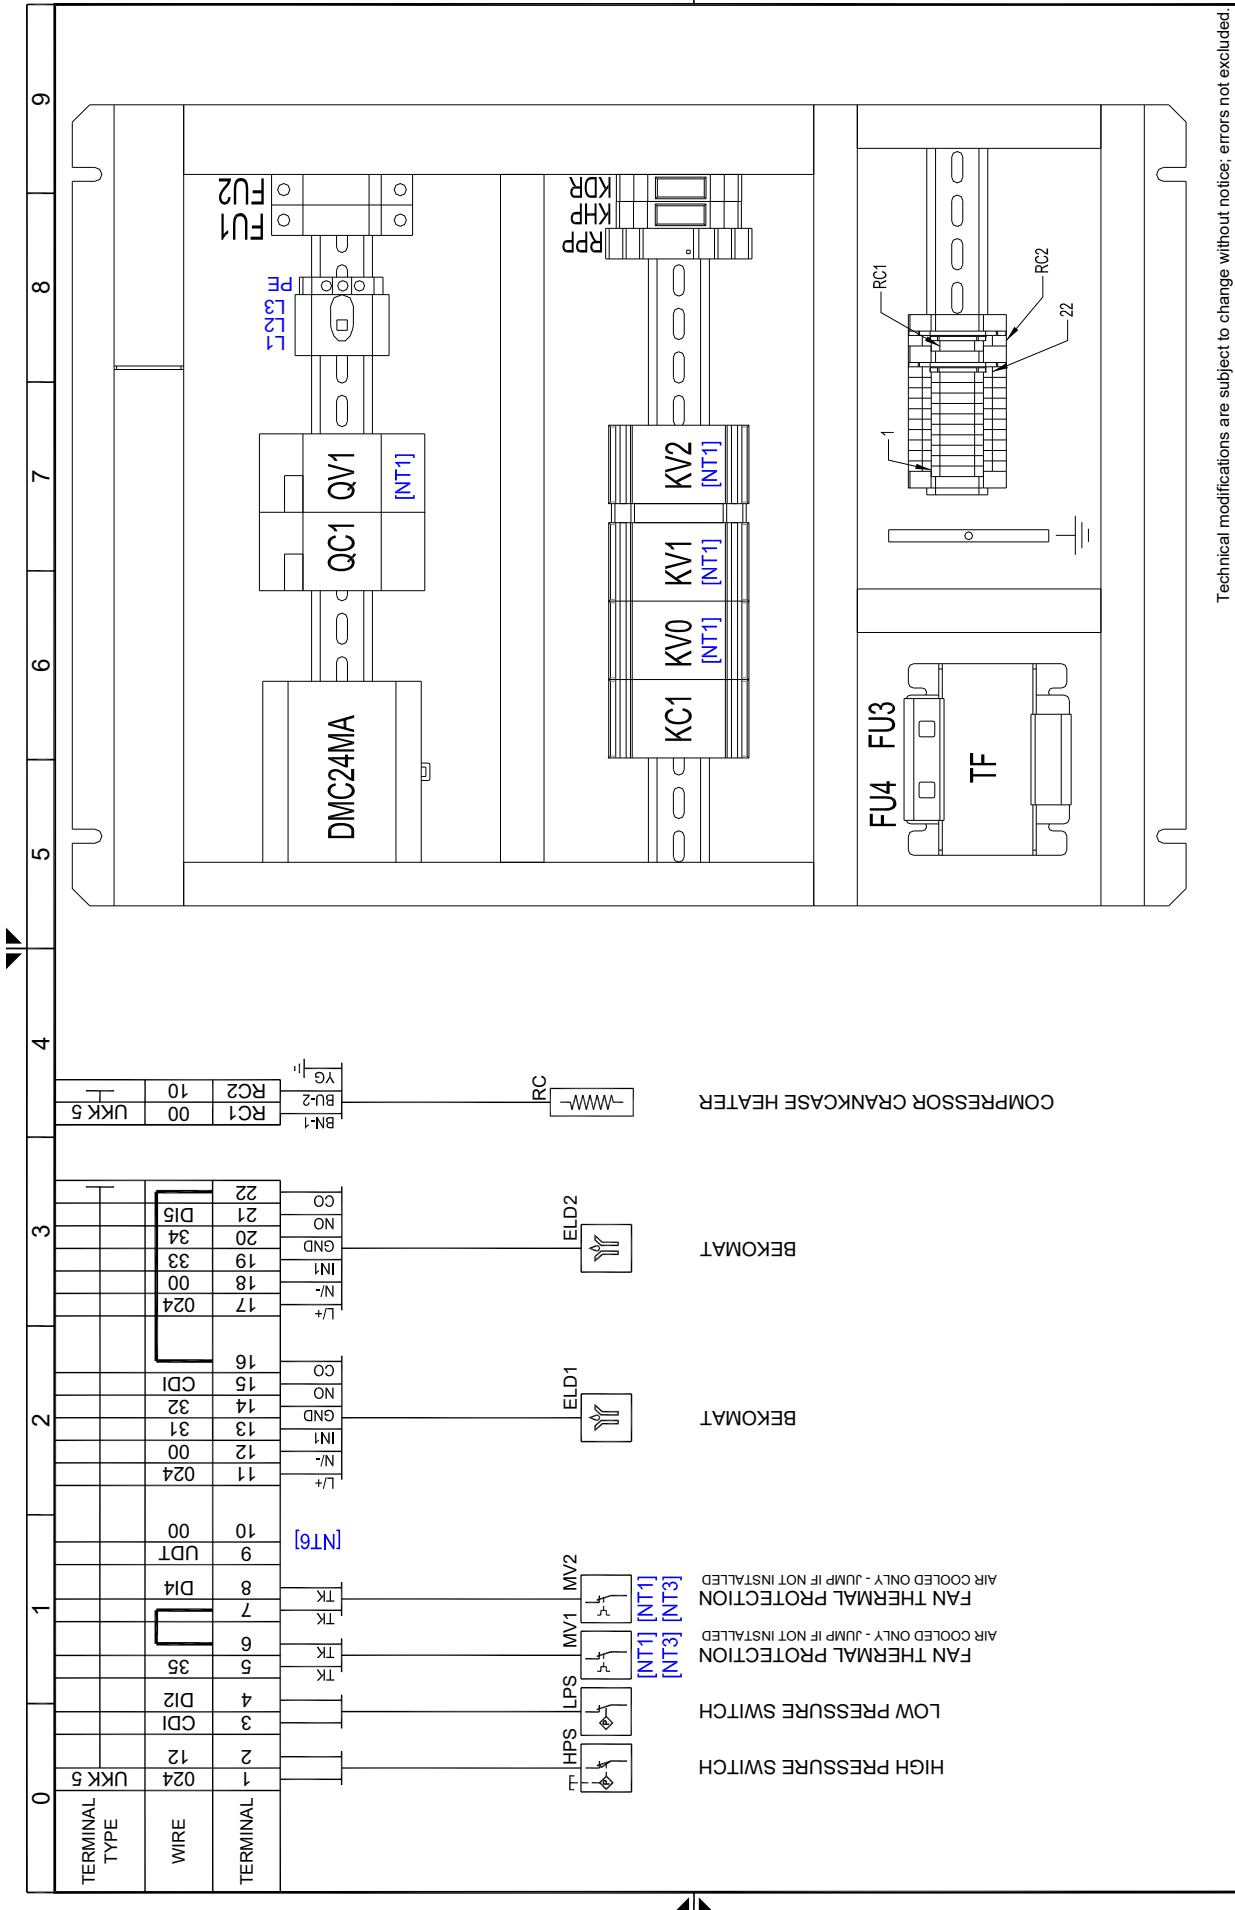 0 1 2 3 4 5 6 7 8 9
TERMINAL
TYPE
UKK 5
UKK 5
WIRE
024
12
CDI
DI2
35
DI4
UDT
00
024
00
31
32
CDI
024
00
33
34
DI5
00
10
TERMINAL
1
2
3
4
5
6
7
8
9
10
11
12
13
14
15
16
17
18
19
20
21
22
RC1
RC2
TK
TK
TK
TK
[NT6]
L/+
N/-
IN1
GND
NO
CO
L/+
N/-
IN1
GND
NO
CO
BN-1
BU-2
YG
HPS
LPS
MV1
MV2
ELD1
ELD2
RC
P
P
[NT1]
[NT3]
[NT1]
[NT3]
HIGH PRESSURE SWITCH
LOW PRESSURE SWITCH
FAN THERMAL PROTECTION
AIR COOLED ONLY - JUMP IF NOT INSTALLED
FAN THERMAL PROTECTION
AIR COOLED ONLY - JUMP IF NOT INSTALLED
BEKOMAT
BEKOMAT
COMPRESSOR CRANKCASE HEATER
DMC24MA
QC1
QV1
[NT1]
L1
L2
L3
PE
FU1
FU2
KC1
KV0
[NT1]
KV1
[NT1]
KV2
[NT1]
RPP
KHP
KDR
FU4 FU3
TF
1
RC1
22
RC2
Technical modifications are subject to change without notice; errors not excluded.